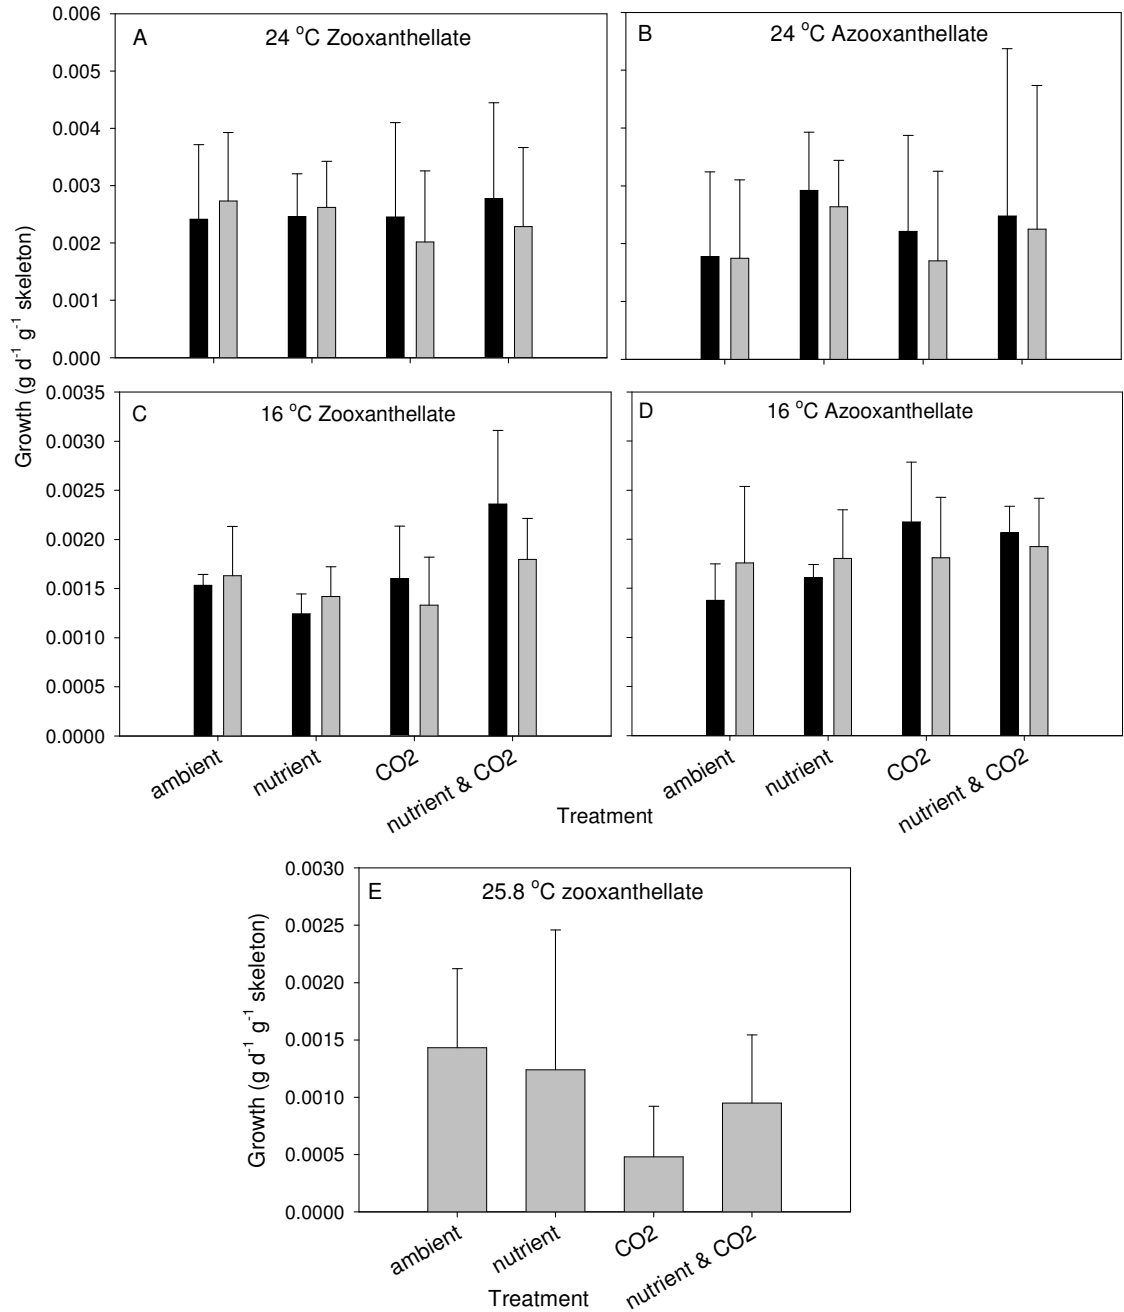 A
24 °C Zooxanthellate
B
24 °C Azooxanthellate
0.006
0.005
0.004
0.003
0.002
0.001
0.000
Growth (g d⁻¹ g⁻¹ skeleton)
C
16 °C Zooxanthellate
D
16 °C Azooxanthellate
0.0035
0.0030
0.0025
0.0020
0.0015
0.0010
0.0005
0.0000
ambient
nutrient
CO2
nutrient & CO2
ambient
nutrient
CO2
nutrient & CO2
Treatment
E
25.8 °C zooxanthellate
0.0030
0.0025
0.0020
0.0015
0.0010
0.0005
0.0000
Growth (g d⁻¹ g⁻¹ skeleton)
ambient
nutrient
CO2
nutrient & CO2
Treatment